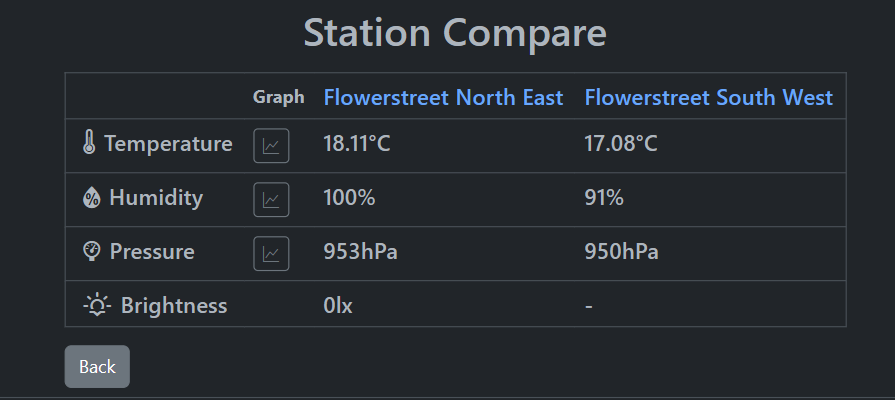 Station Compare
Graph Flowerstreet North East Flowerstreet South West
Temperature 18.11°C 17.08°C
Humidity 100% 91%
Pressure 953hPa 950hPa
Brightness 0lx -
Back